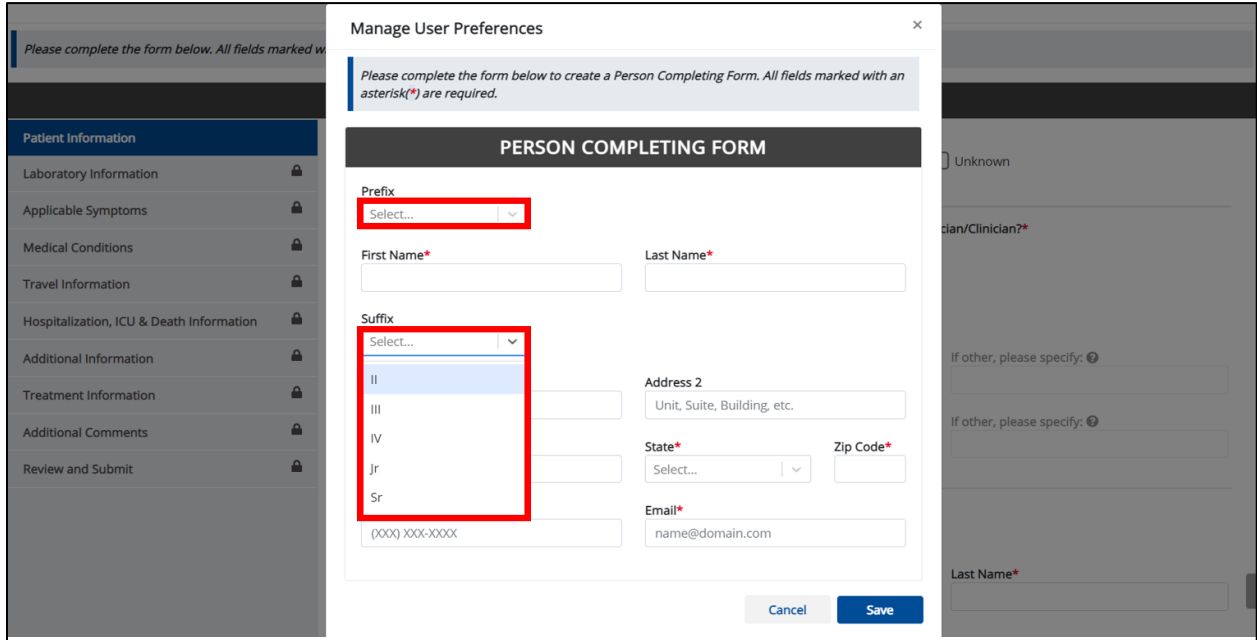 Manage User Preferences
×
Please complete the form below. All fields marked w
Please complete the form below to create a Person Completing Form. All fields marked with an
asterisk(*) are required.
PERSON COMPLETING FORM
Patient Information
Laboratory Information
Applicable Symptoms
Medical Conditions
Travel Information
Hospitalization, ICU & Death Information
Additional Information
Treatment Information
Additional Comments
Review and Submit
Prefix
Select...
First Name*
Last Name*
Suffix
Select...
II
III
IV
Jr
Sr
Address 2
Unit, Suite, Building, etc.
State*
Zip Code*
Select...
Email*
(XXX) XXX-XXXX
name@domain.com
Cancel
Save
Unknown
cian/Clinician?*
If other, please specify:
If other, please specify:
Last Name*